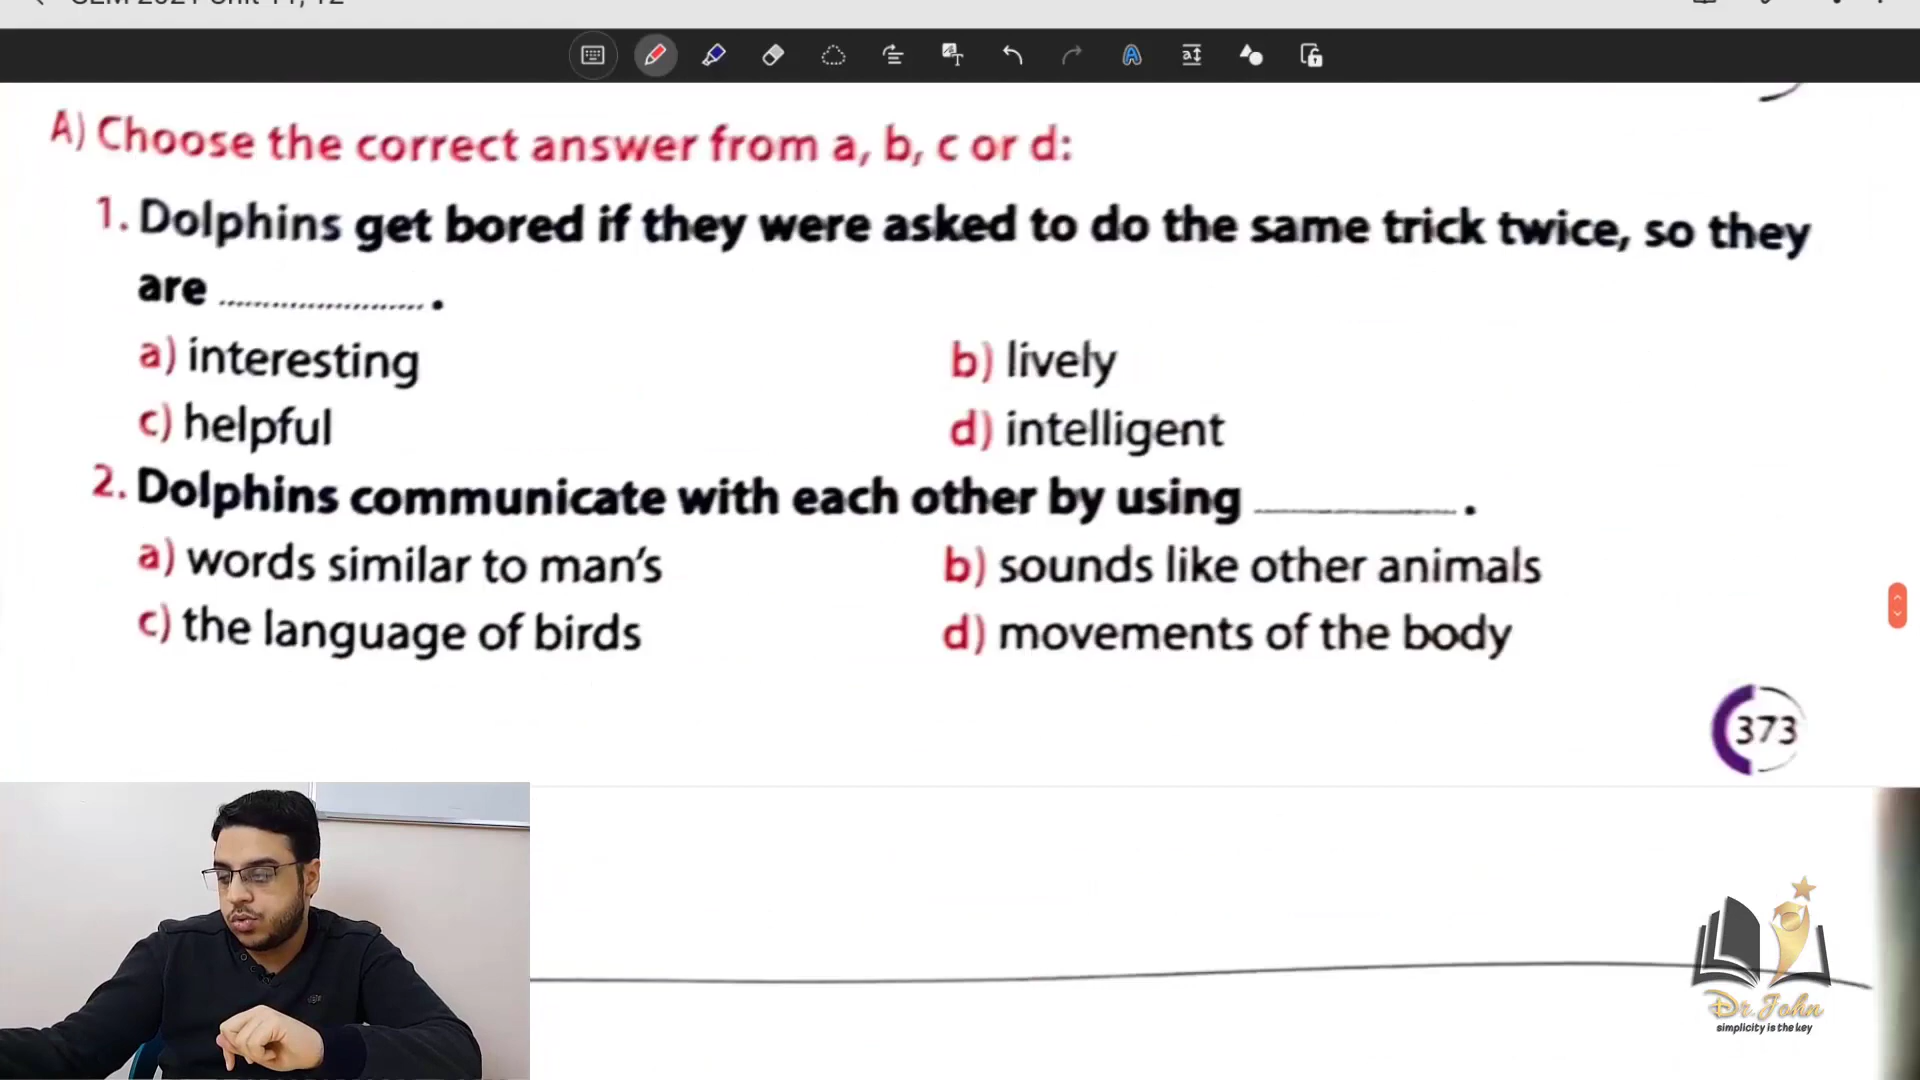 A) Choose the correct answer from a, b, c or d:
1. Dolphins get bored if they were asked to do the same trick twice, so they
are ........................ .
a) interesting
b) lively
c) helpful
d) intelligent
2. Dolphins communicate with each other by using ____________ .
a) words similar to man's
b) sounds like other animals
c) the language of birds
d) movements of the body
373
Dr. John
simplicity is the key